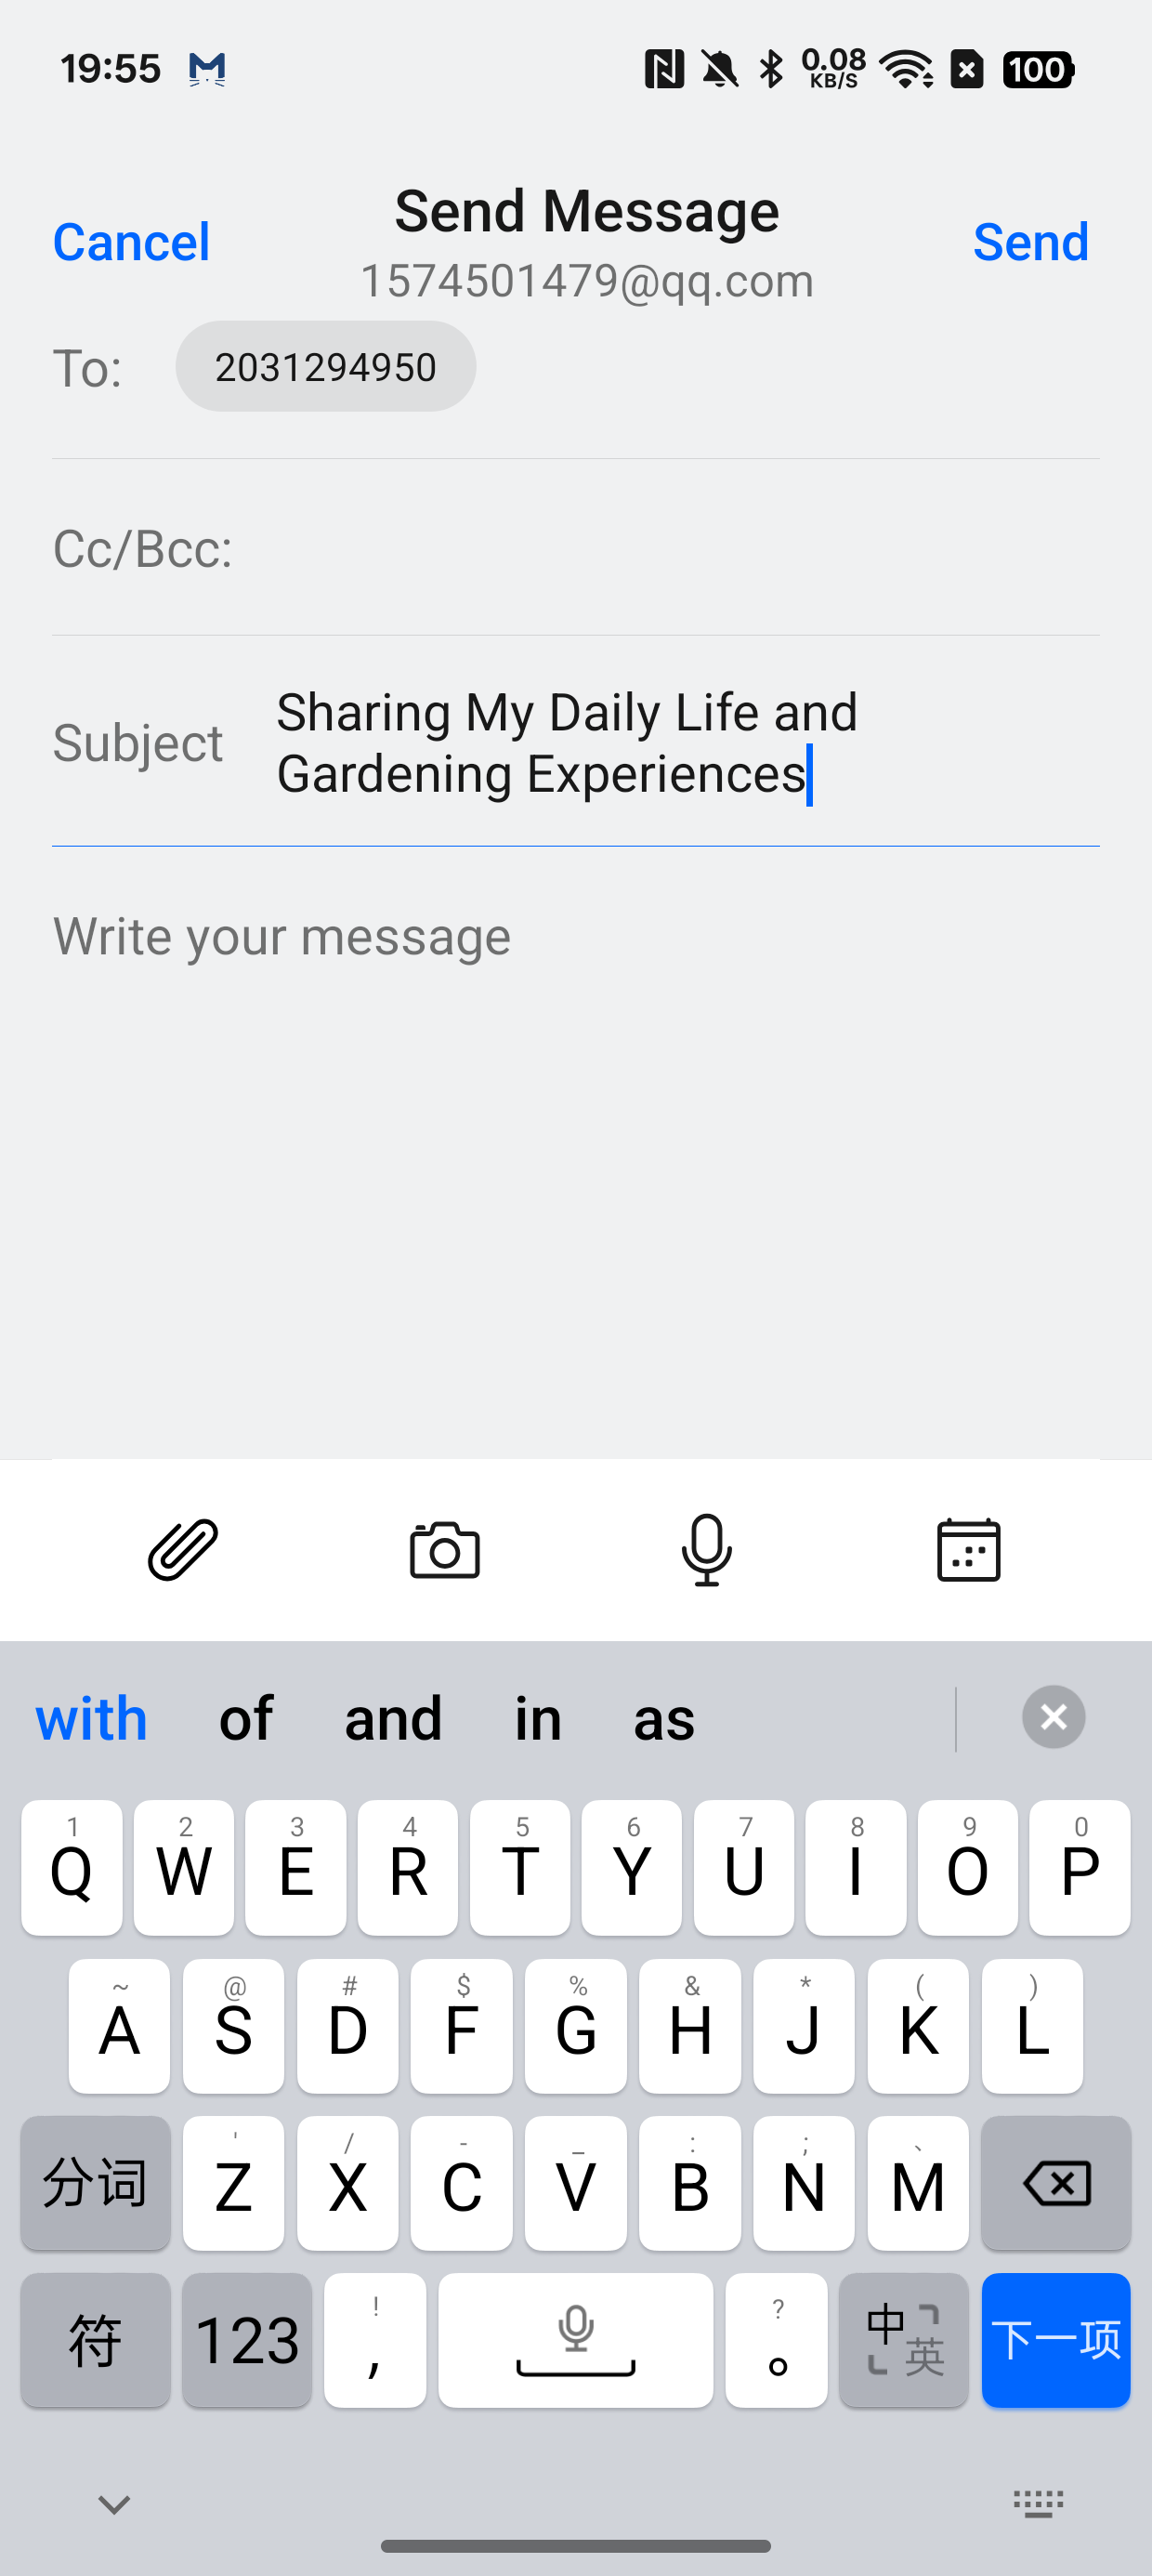 19:55
0.08
KB/S
100
Cancel
Send Message
Send
1574501479@qq.com
To:
2031294950
Cc/Bcc:
Subject
Sharing My Daily Life and
Gardening Experiences
Write your message
with of and in as
1 2 3 4 5 6 7 8 9 0
Q W E R T Y U I O P
~ @ # $ % & * ( )
A S D F G H J K L
' / - _ : ; 、
分词 Z X C V B N M
! ?
符 123 , 。 中 英 下一项